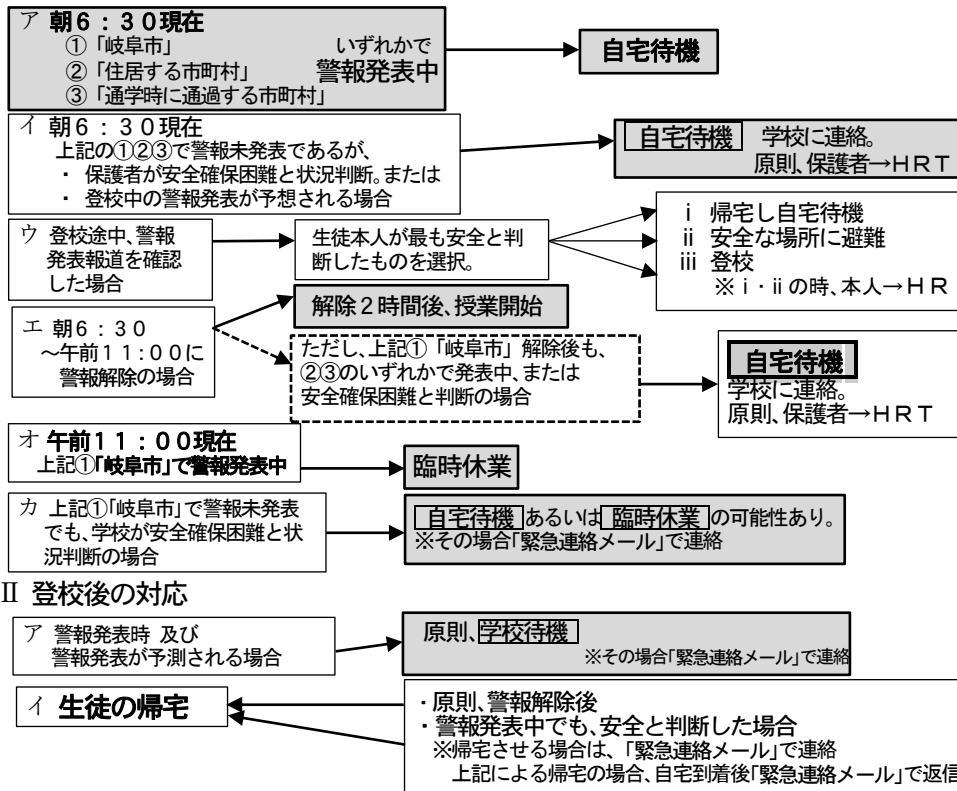 ア 朝6:30現在
① 「岐阜市」 いずれかで
② 「住居する市町村」 警報発表中
③ 「通学時に通過する市町村」
自宅待機
イ 朝6:30現在
上記の①②③で警報未発表であるが、
・ 保護者が安全確保困難と状況判断。または
・ 登校中の警報発表が予想される場合
自宅待機 学校に連絡。
原則、保護者→HRT
ウ 登校途中、警報
発表報道を確認
した場合
生徒本人が最も安全と判
断したものを選択。
ⅰ 帰宅し自宅待機
ⅱ 安全な場所に避難
ⅲ 登校
※ⅰ・ⅱの時、本人→HR
エ 朝6:30
~午前11:00に
警報解除の場合
解除2時間後、授業開始
ただし、上記①「岐阜市」解除後も、
②③のいずれかで発表中、または
安全確保困難と判断の場合
自宅待機
学校に連絡。
原則、保護者→HRT
オ 午前11:00現在
上記①「岐阜市」で警報発表中
臨時休業
カ 上記①「岐阜市」で警報未発表
でも、学校が安全確保困難と状
況判断の場合
自宅待機 あるいは 臨時休業 の可能性あり。
※その場合「緊急連絡メール」で連絡
Ⅱ 登校後の対応
ア 警報発表時 及び
警報発表が予測される場合
原則、学校待機
※その場合「緊急連絡メール」で連絡
イ 生徒の帰宅
・原則、警報解除後
・警報発表中でも、安全と判断した場合
※帰宅させる場合は、「緊急連絡メール」で連絡
上記による帰宅の場合、自宅到着後「緊急連絡メール」で返信